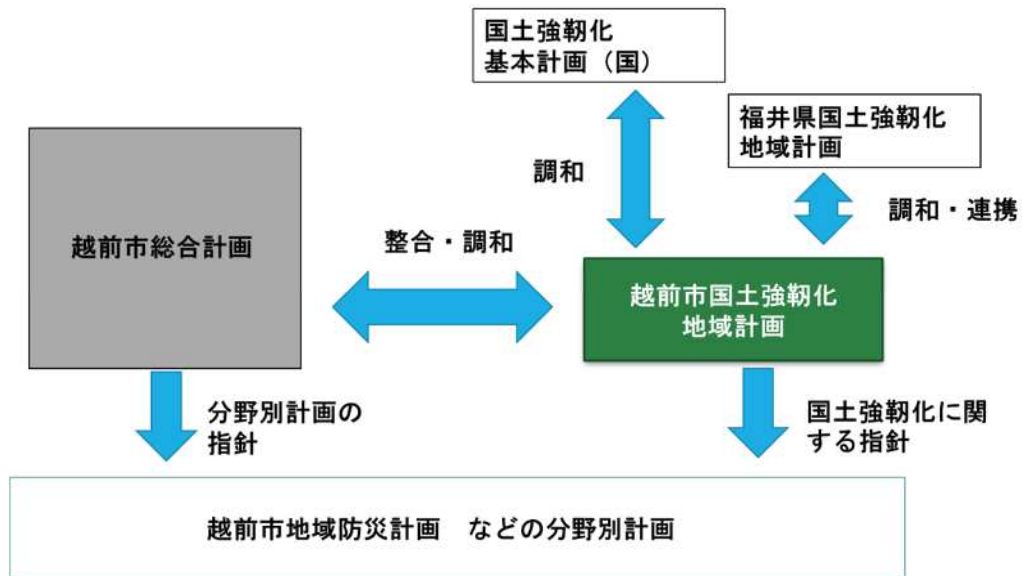 国土強靭化
基本計画（国）
福井県国土強靭化
地域計画
調和
調和・連携
越前市総合計画
整合・調和
越前市国土強靭化
地域計画
分野別計画の
指針
国土強靭化に関
する指針
越前市地域防災計画　などの分野別計画